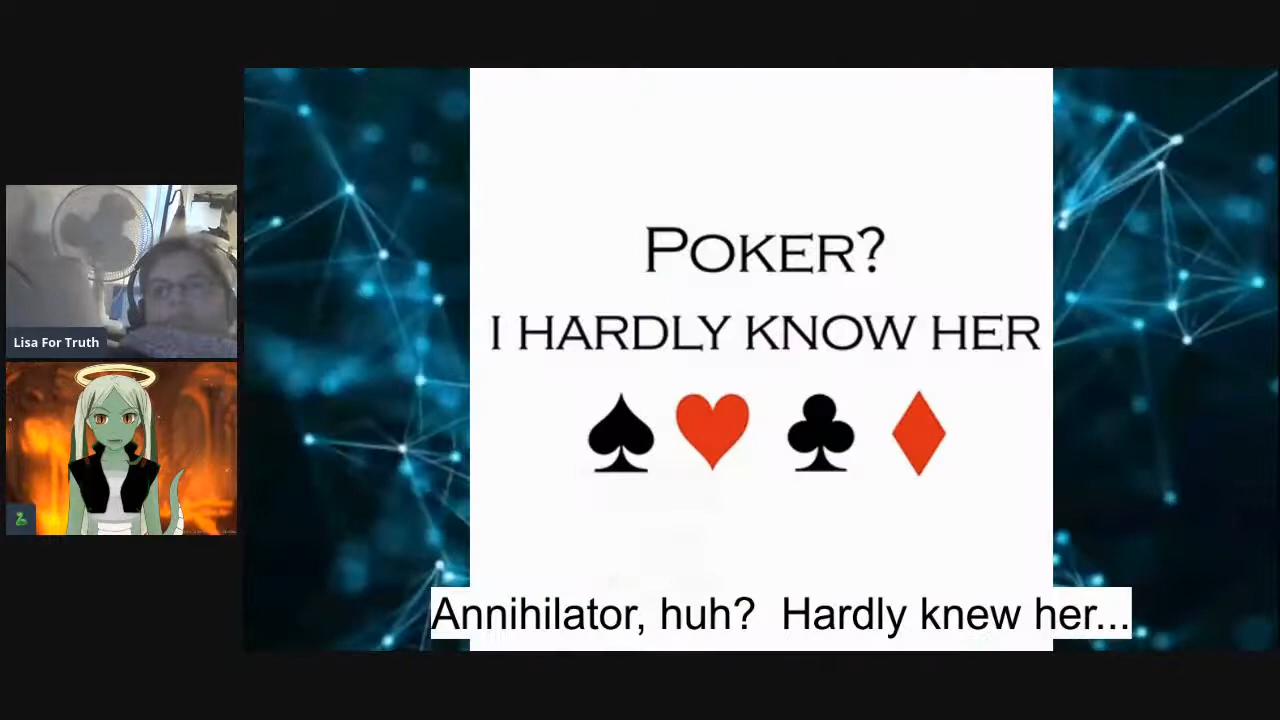 Lisa For Truth
POKER?
I HARDLY KNOW HER
Annihilator, huh?  Hardly knew her...